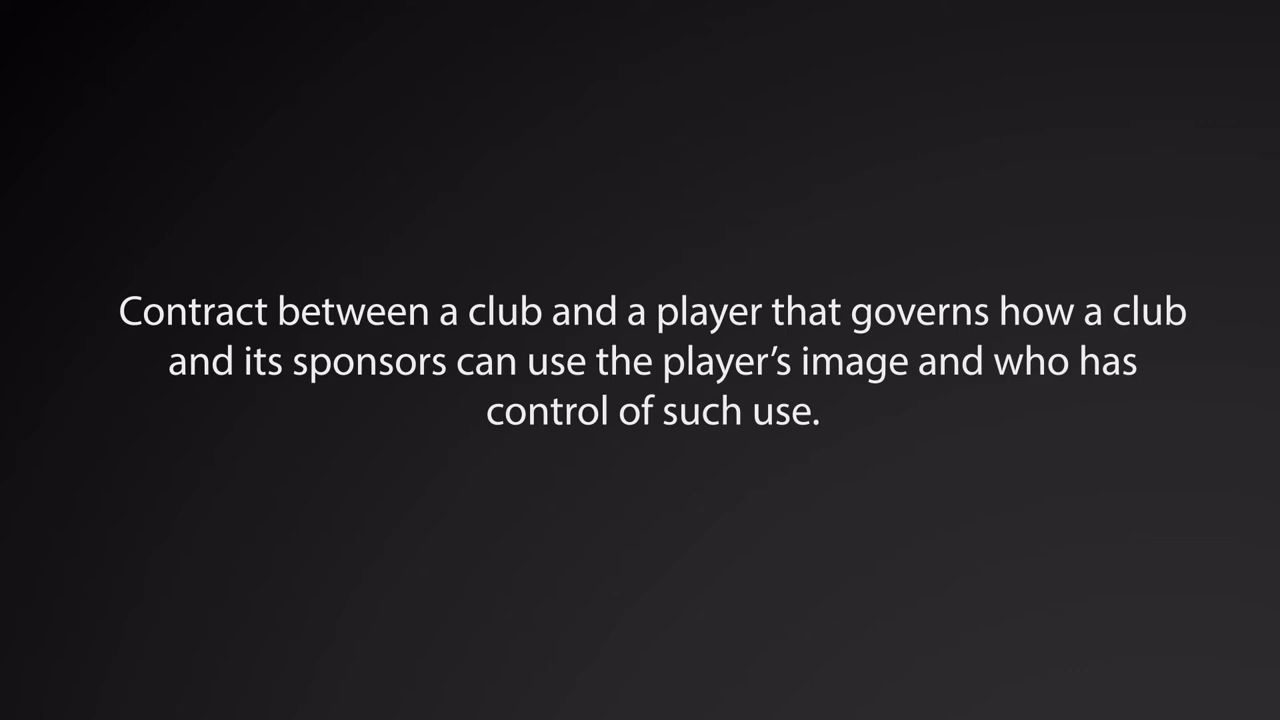 Contract between a club and a player that governs how a club
and its sponsors can use the player’s image and who has
control of such use.